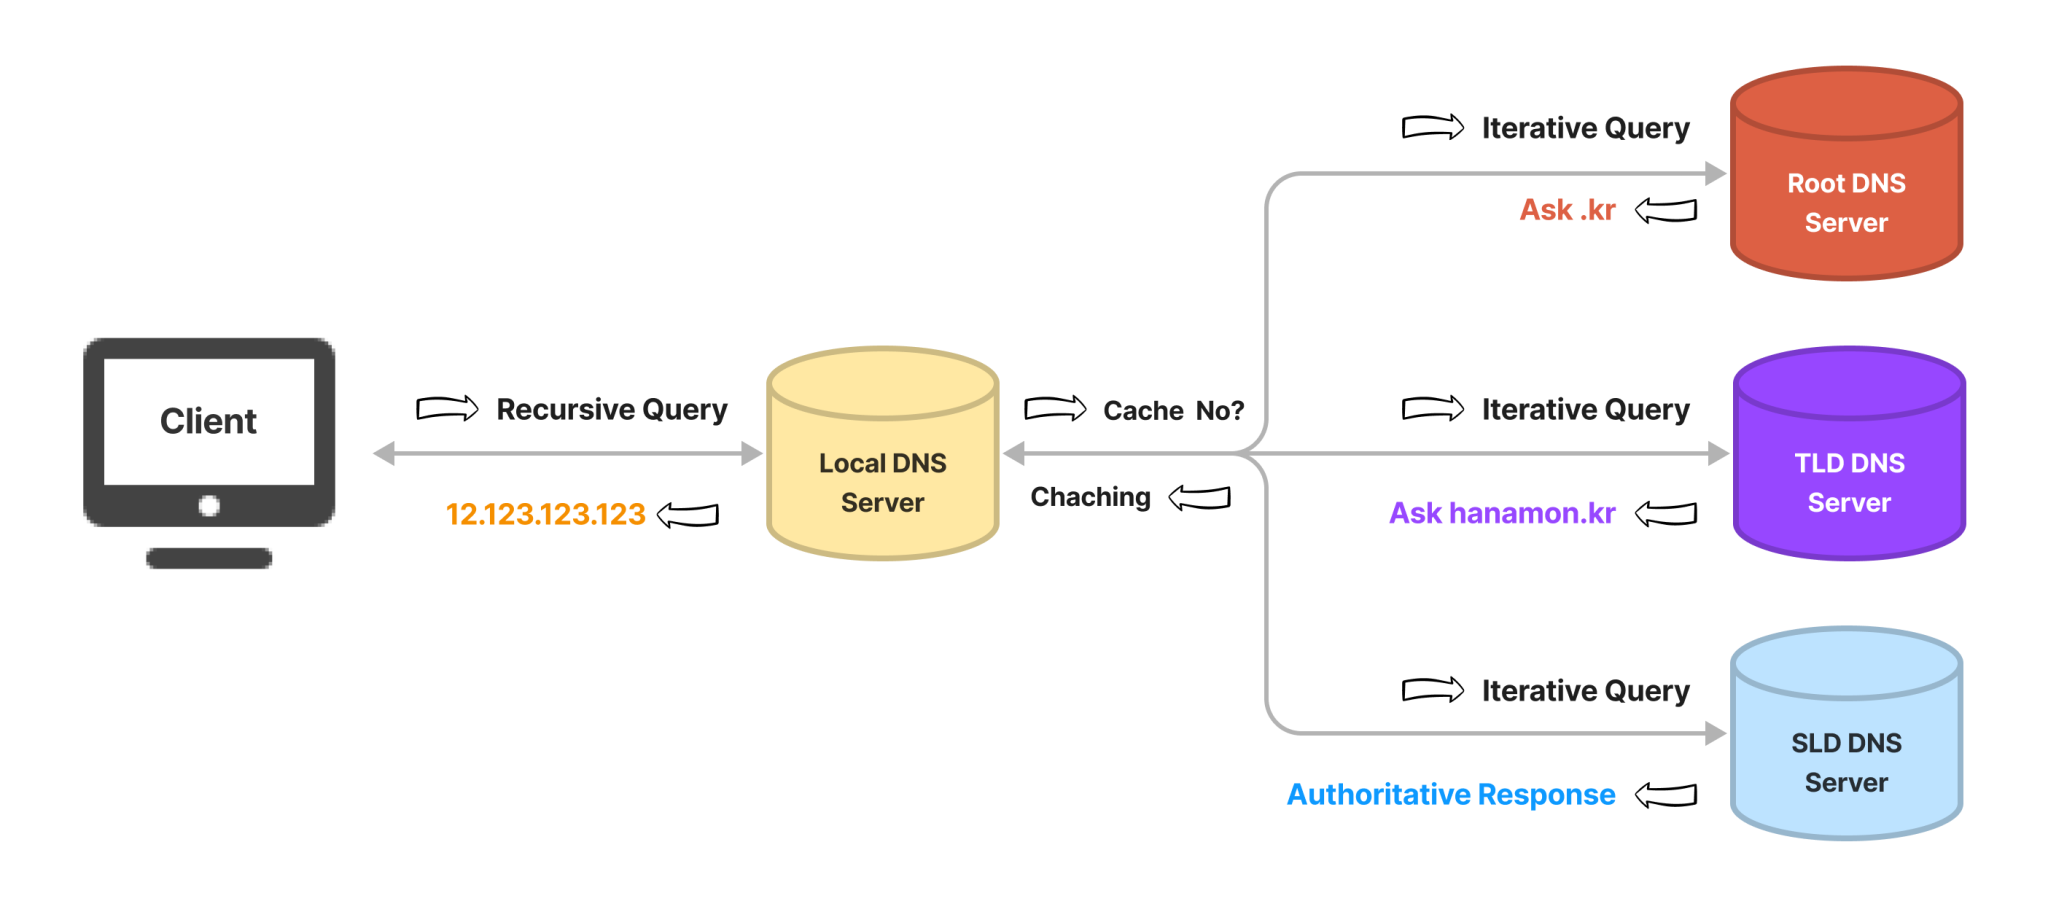 Iterative Query
Root DNS
Server
Ask .kr
Client
Recursive Query
12.123.123.123
Local DNS
Server
Cache No?
Chaching
Iterative Query
TLD DNS
Server
Ask hanamon.kr
Iterative Query
SLD DNS
Server
Authoritative Response